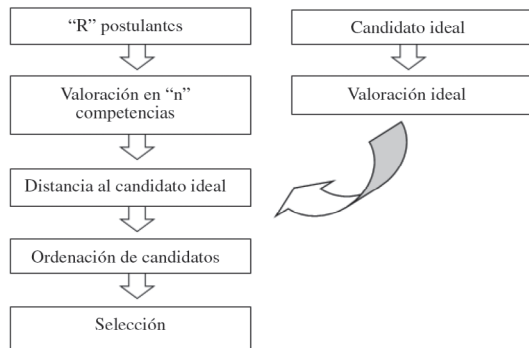 “R” postulantes
Valoración en “n”
competencias
Distancia al candidato ideal
Ordenación de candidatos
Selección
Candidato ideal
Valoración ideal